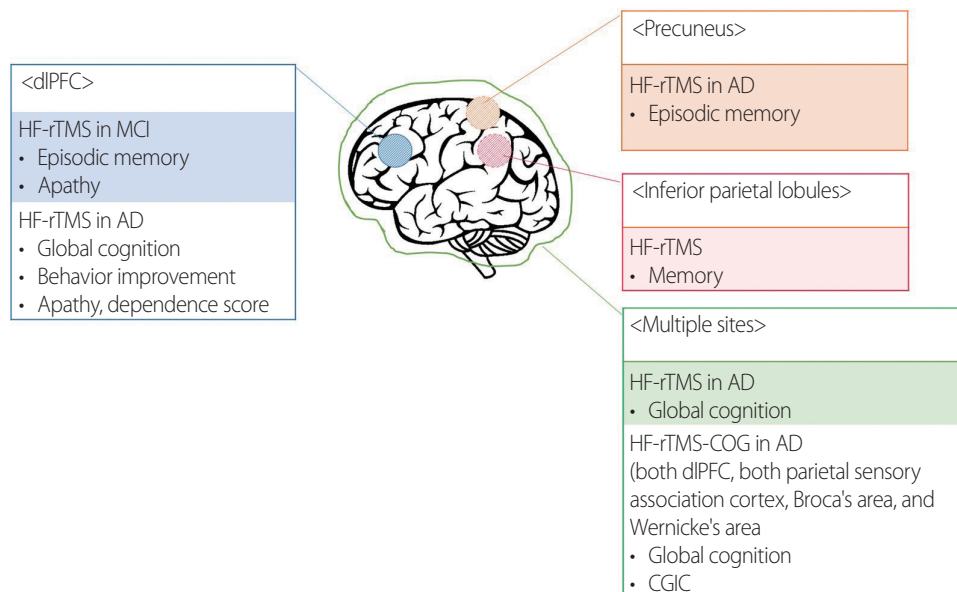 <dlPFC>
HF-rTMS in MCI
• Episodic memory
• Apathy
HF-rTMS in AD
• Global cognition
• Behavior improvement
• Apathy, dependence score
<Precuneus>
HF-rTMS in AD
• Episodic memory
<Inferior parietal lobules>
HF-rTMS
• Memory
<Multiple sites>
HF-rTMS in AD
• Global cognition
HF-rTMS-COG in AD
(both dlPFC, both parietal sensory
association cortex, Broca's area, and
Wernicke's area
• Global cognition
• CGIC